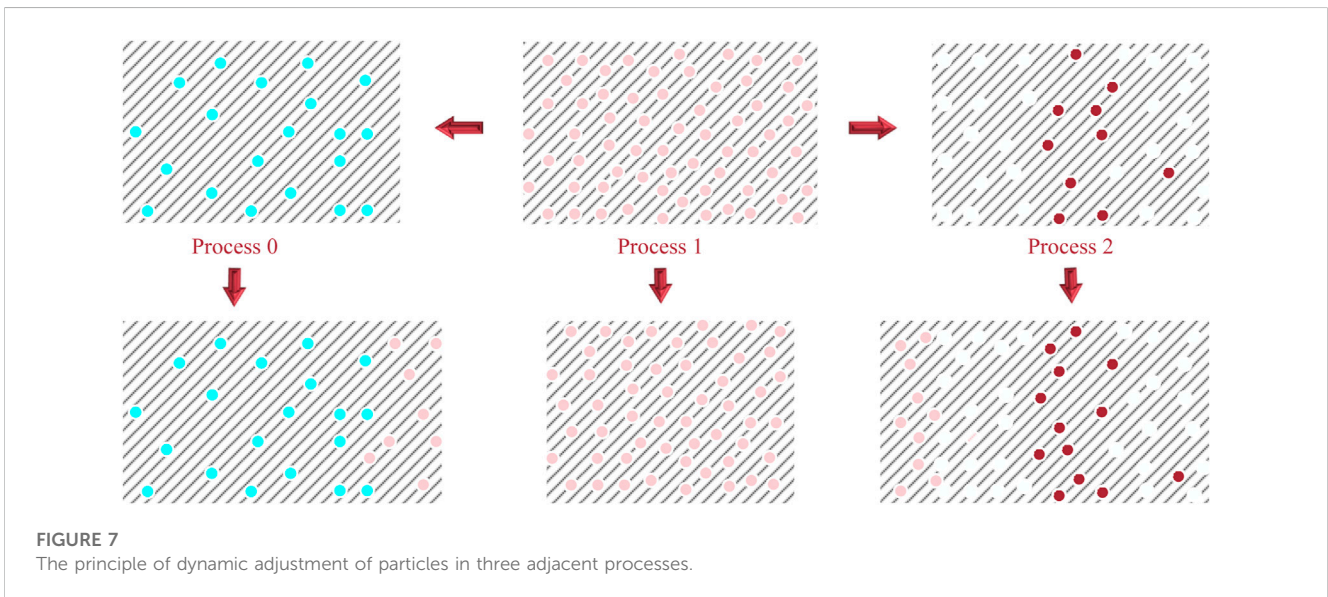 Process 0
Process 1
Process 2
FIGURE 7
The principle of dynamic adjustment of particles in three adjacent processes.